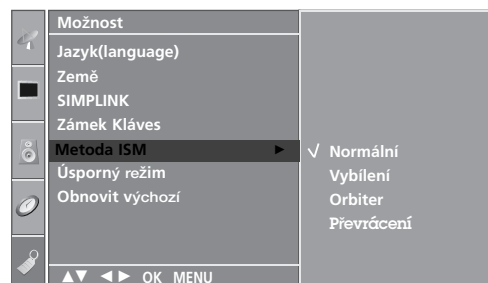 Možnost
Jazyk(language)
Země
SIMPLINK
Zámek Kláves
Metoda ISM ►
Úsporný režim
Obnovit výchozí
√ Normální
Vybílení
Orbiter
Převrácení
▲▼ ◄► OK MENU